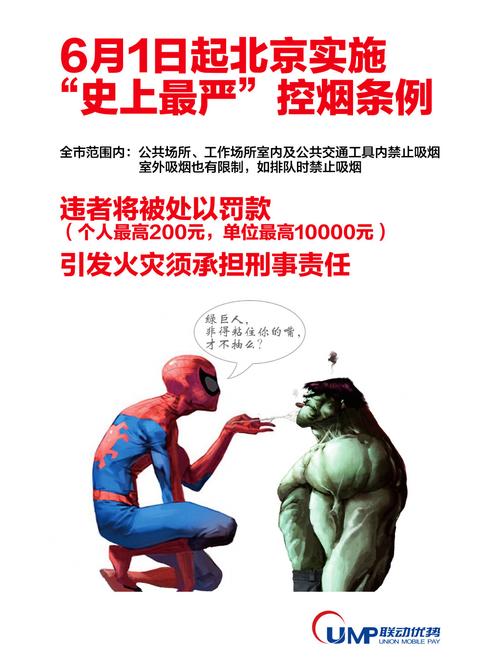 6月1日起北京实施
“史上最严”控烟条例
全市范围内：公共场所、工作场所室内及公共交通工具内禁止吸烟
室外吸烟也有限制，如排队时禁止吸烟
违者将被处以罚款
（个人最高200元，单位最高10000元）
引发火灾须承担刑事责任
绿巨人，
非得粘住你的嘴，
才不抽么？
UMP 联动优势
UNION MOBILE PAY